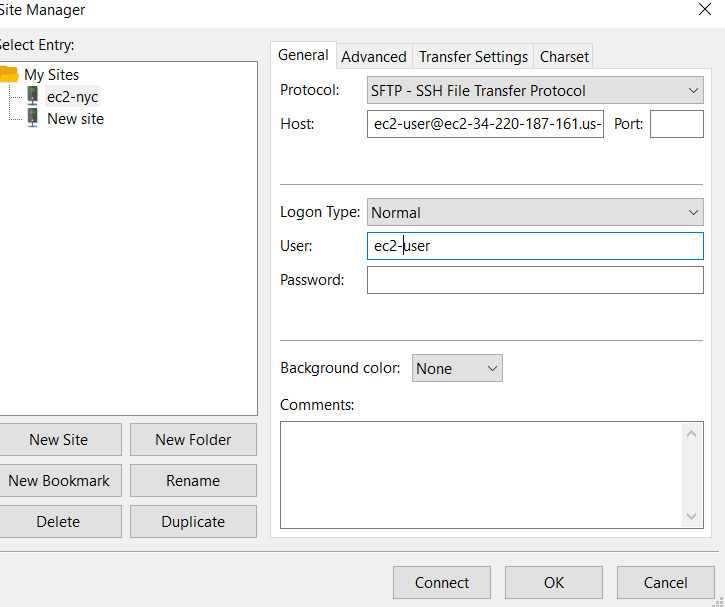 Site Manager
Select Entry:
My Sites
ec2-nyc
New site
New Site
New Folder
New Bookmark
Rename
Delete
Duplicate
General
Advanced
Transfer Settings
Charset
Protocol:
SFTP - SSH File Transfer Protocol
Host:
ec2-user@ec2-34-220-187-161.us-
Port:
Logon Type:
Normal
User:
ec2-user
Password:
Background color:
None
Comments:
Connect
OK
Cancel